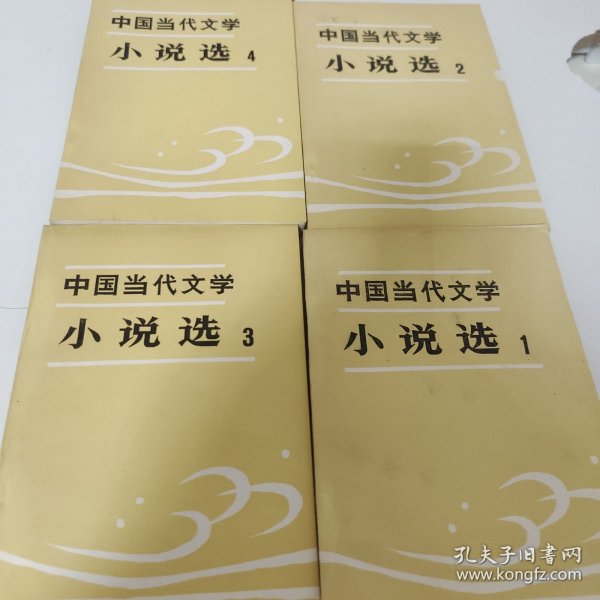 中国当代文学
小说选 4
中国当代文学
小说选 2
中国当代文学
小说选 3
中国当代文学
小说选 1
孔夫子旧书网
www.kongfz.com